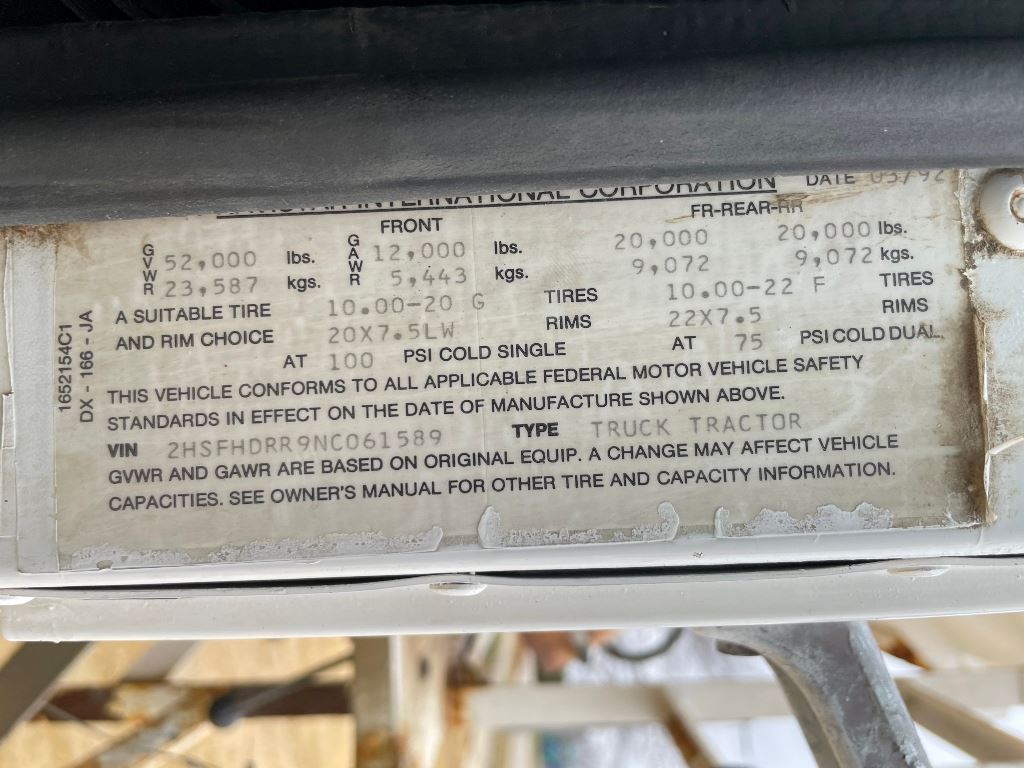 INTERNATIONAL CORPORATION DATE 03/92
FRONT FR-REAR-RR
GVWR 52,000 lbs. GAWR 12,000 lbs. 20,000 20,000 lbs.
23,587 kgs. 5,443 kgs. 9,072 9,072 kgs.
A SUITABLE TIRE 10.00-20 G TIRES 10.00-22 F TIRES
AND RIM CHOICE 20X7.5LW RIMS 22X7.5 RIMS
AT 100 PSI COLD SINGLE AT 75 PSI COLD DUAL.
THIS VEHICLE CONFORMS TO ALL APPLICABLE FEDERAL MOTOR VEHICLE SAFETY
STANDARDS IN EFFECT ON THE DATE OF MANUFACTURE SHOWN ABOVE.
VIN 2HSFHDRR9NC061589 TYPE TRUCK TRACTOR
GVWR AND GAWR ARE BASED ON ORIGINAL EQUIP. A CHANGE MAY AFFECT VEHICLE
CAPACITIES. SEE OWNER'S MANUAL FOR OTHER TIRE AND CAPACITY INFORMATION.
1652154C1
DX - 166 - JA